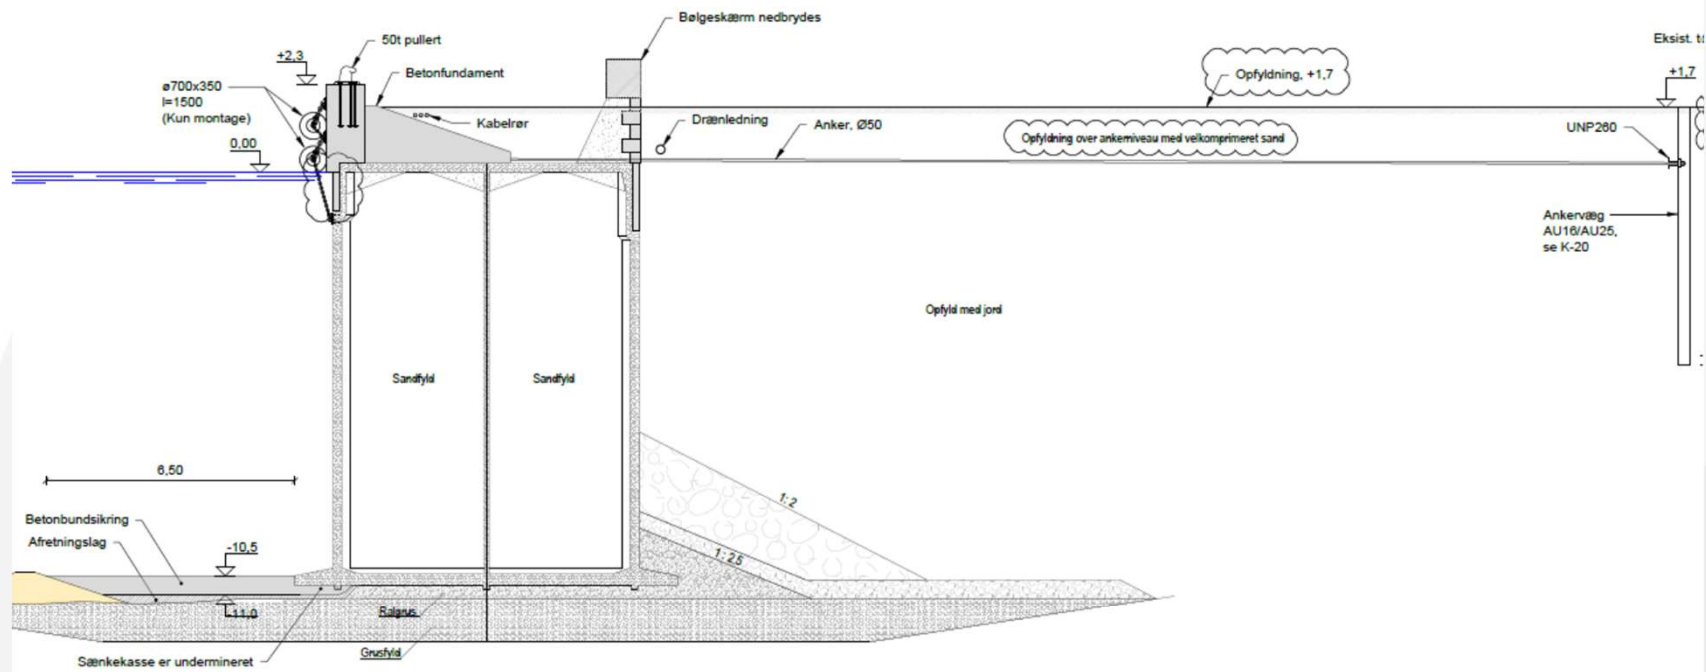 Bølgeskærm nedbrydes
50t pullert
Eksist.
+2,3
Betonfundament
Opfyldning, +1,7
+1,7
ø700x350
l=1500
(Kun montage)
Kabelrør
Drænledning
Anker, Ø50
Opfyldning over ankerniveau med velkomprimeret sand
UNP260
0,00
Ankervæg
AU16/AU25,
se K-20
Opfyld med jord
Sandfyld
Sandfyld
6,50
1:2
Betonbundsikring
Afretningslag
-10,5
1:25
-11,0
Ralgrus
Grusfyld
Sænkekasse er undermineret